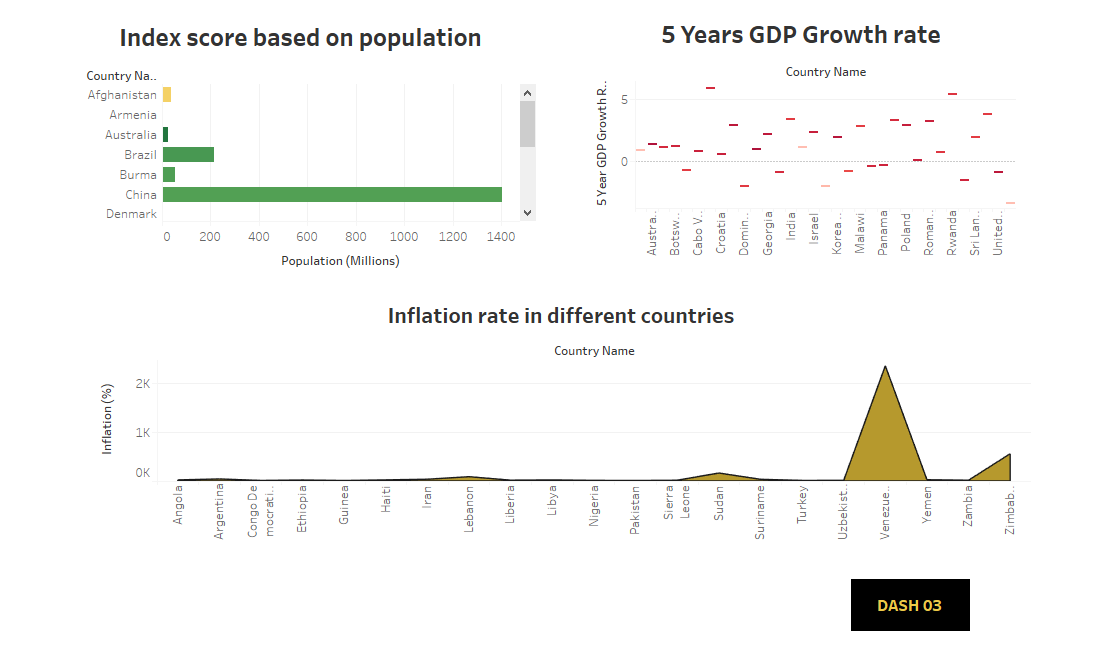 Index score based on population
Country Na..
Afghanistan
Armenia
Australia
Brazil
Burma
China
Denmark
0 200 400 600 800 1000 1200 1400
Population (Millions)
5 Years GDP Growth rate
Country Name
5 Year GDP Growth R..
5
0
Austra..
Botsw..
Cabo V..
Croatia
Domin..
Georgia
India
Israel
Korea ..
Malawi
Panama
Poland
Roman..
Rwanda
Sri Lan..
United..
Inflation rate in different countries
Country Name
Inflation (%)
2K
1K
0K
Angola
Argentina
Congo De
mocrati..
Ethiopia
Guinea
Haiti
Iran
Lebanon
Liberia
Libya
Nigeria
Pakistan
Sierra
Leone
Sudan
Suriname
Turkey
Uzbekist..
Venezue..
Yemen
Zambia
Zimbab..
DASH 03